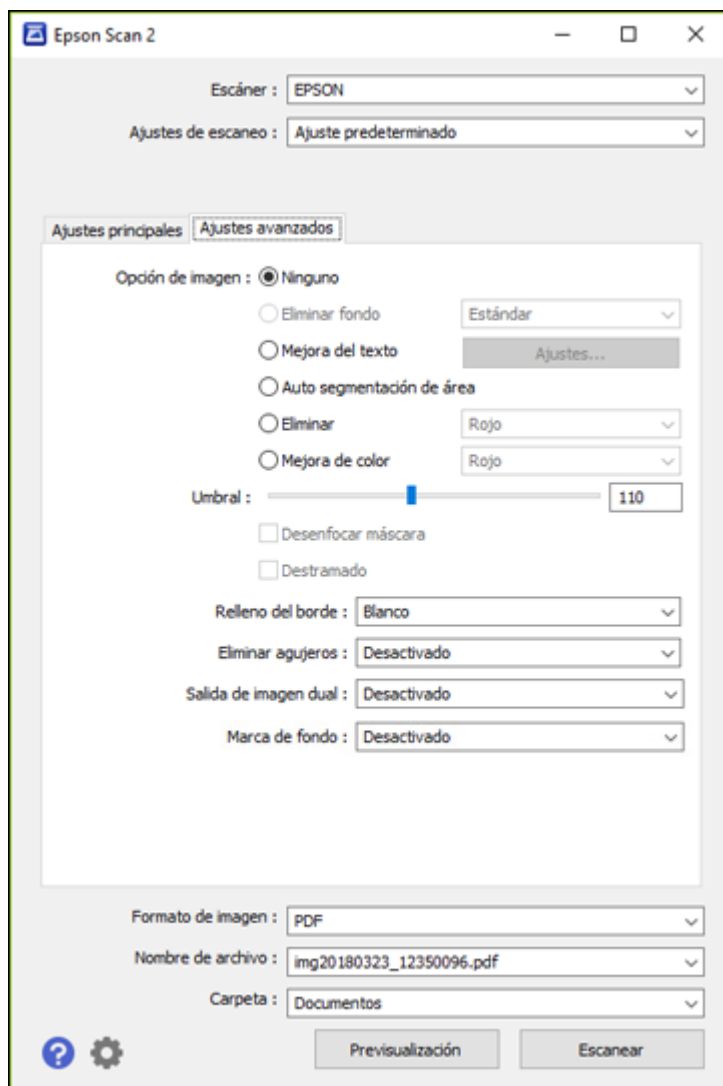 Epson Scan 2
Escáner : EPSON
Ajustes de escaneo : Ajuste predeterminado
Ajustes principales Ajustes avanzados
Opción de imagen : Ninguno
Eliminar fondo Estándar
Mejora del texto Ajustes...
Auto segmentación de área
Eliminar Rojo
Mejora de color Rojo
Umbral : 110
Desenfocar máscara
Destramado
Relleno del borde : Blanco
Eliminar agujeros : Desactivado
Salida de imagen dual : Desactivado
Marca de fondo : Desactivado
Formato de imagen : PDF
Nombre de archivo : img20180323_12350096.pdf
Carpeta : Documentos
? Previsualización Escanear